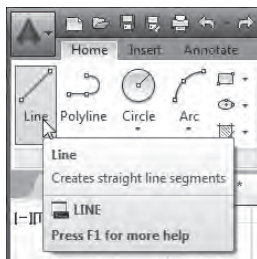 Home Insert Annotate
Line Polyline Circle Arc
Line
Creates straight line segments
LINE
Press F1 for more help